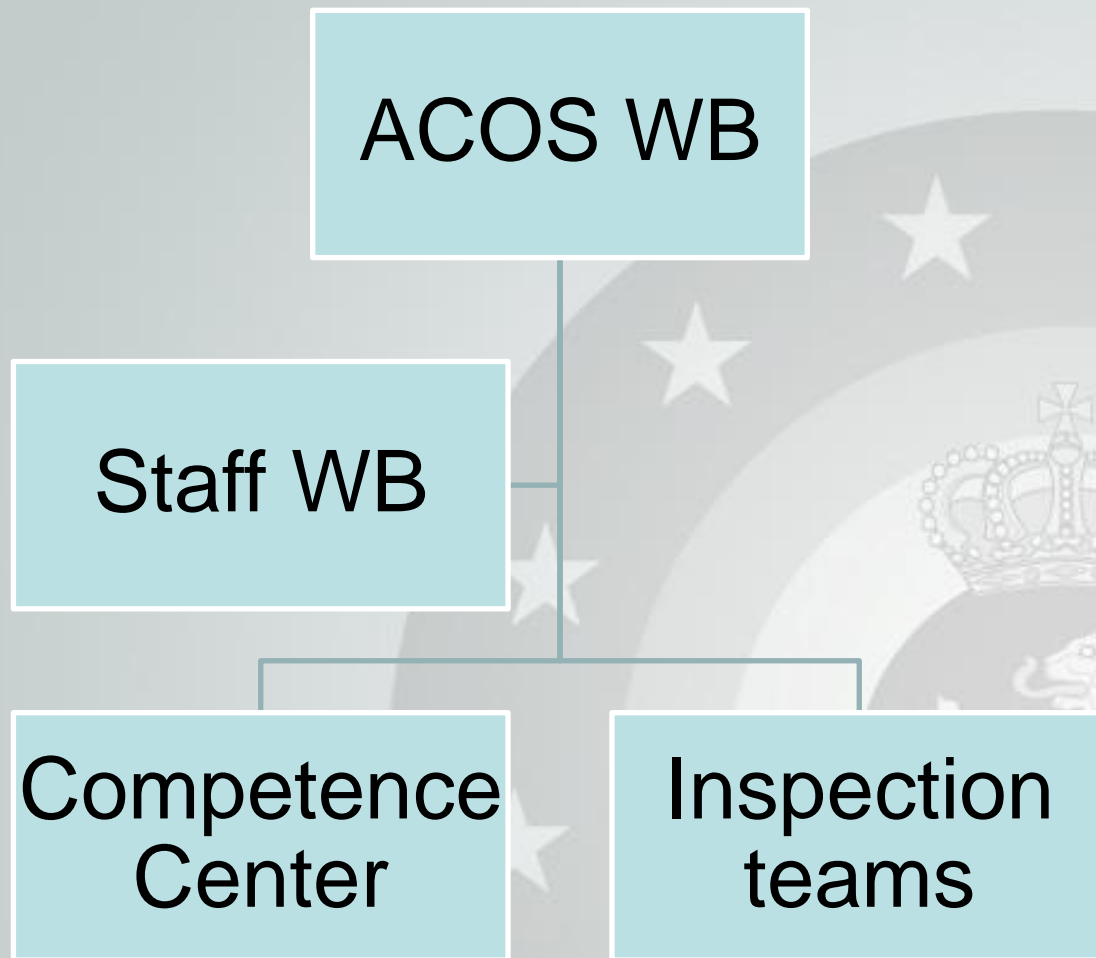 ACOS WB
Staff WB
Competence
Center
Inspection
teams